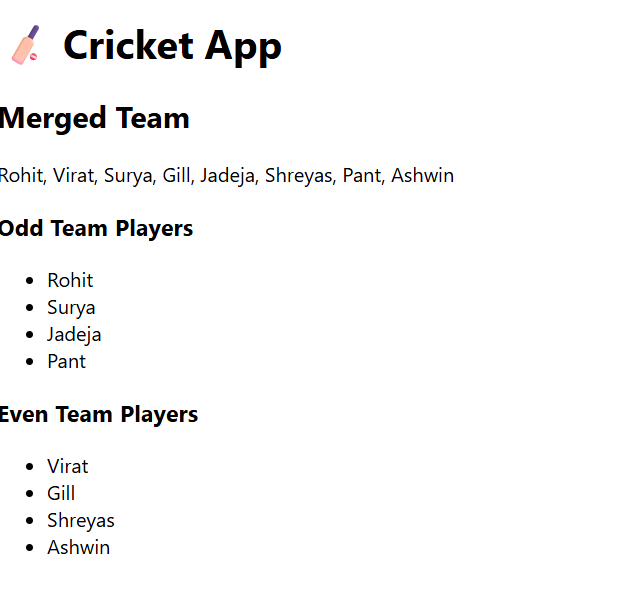 Cricket App
Merged Team
Rohit, Virat, Surya, Gill, Jadeja, Shreyas, Pant, Ashwin
Odd Team Players
Rohit
Surya
Jadeja
Pant
Even Team Players
Virat
Gill
Shreyas
Ashwin